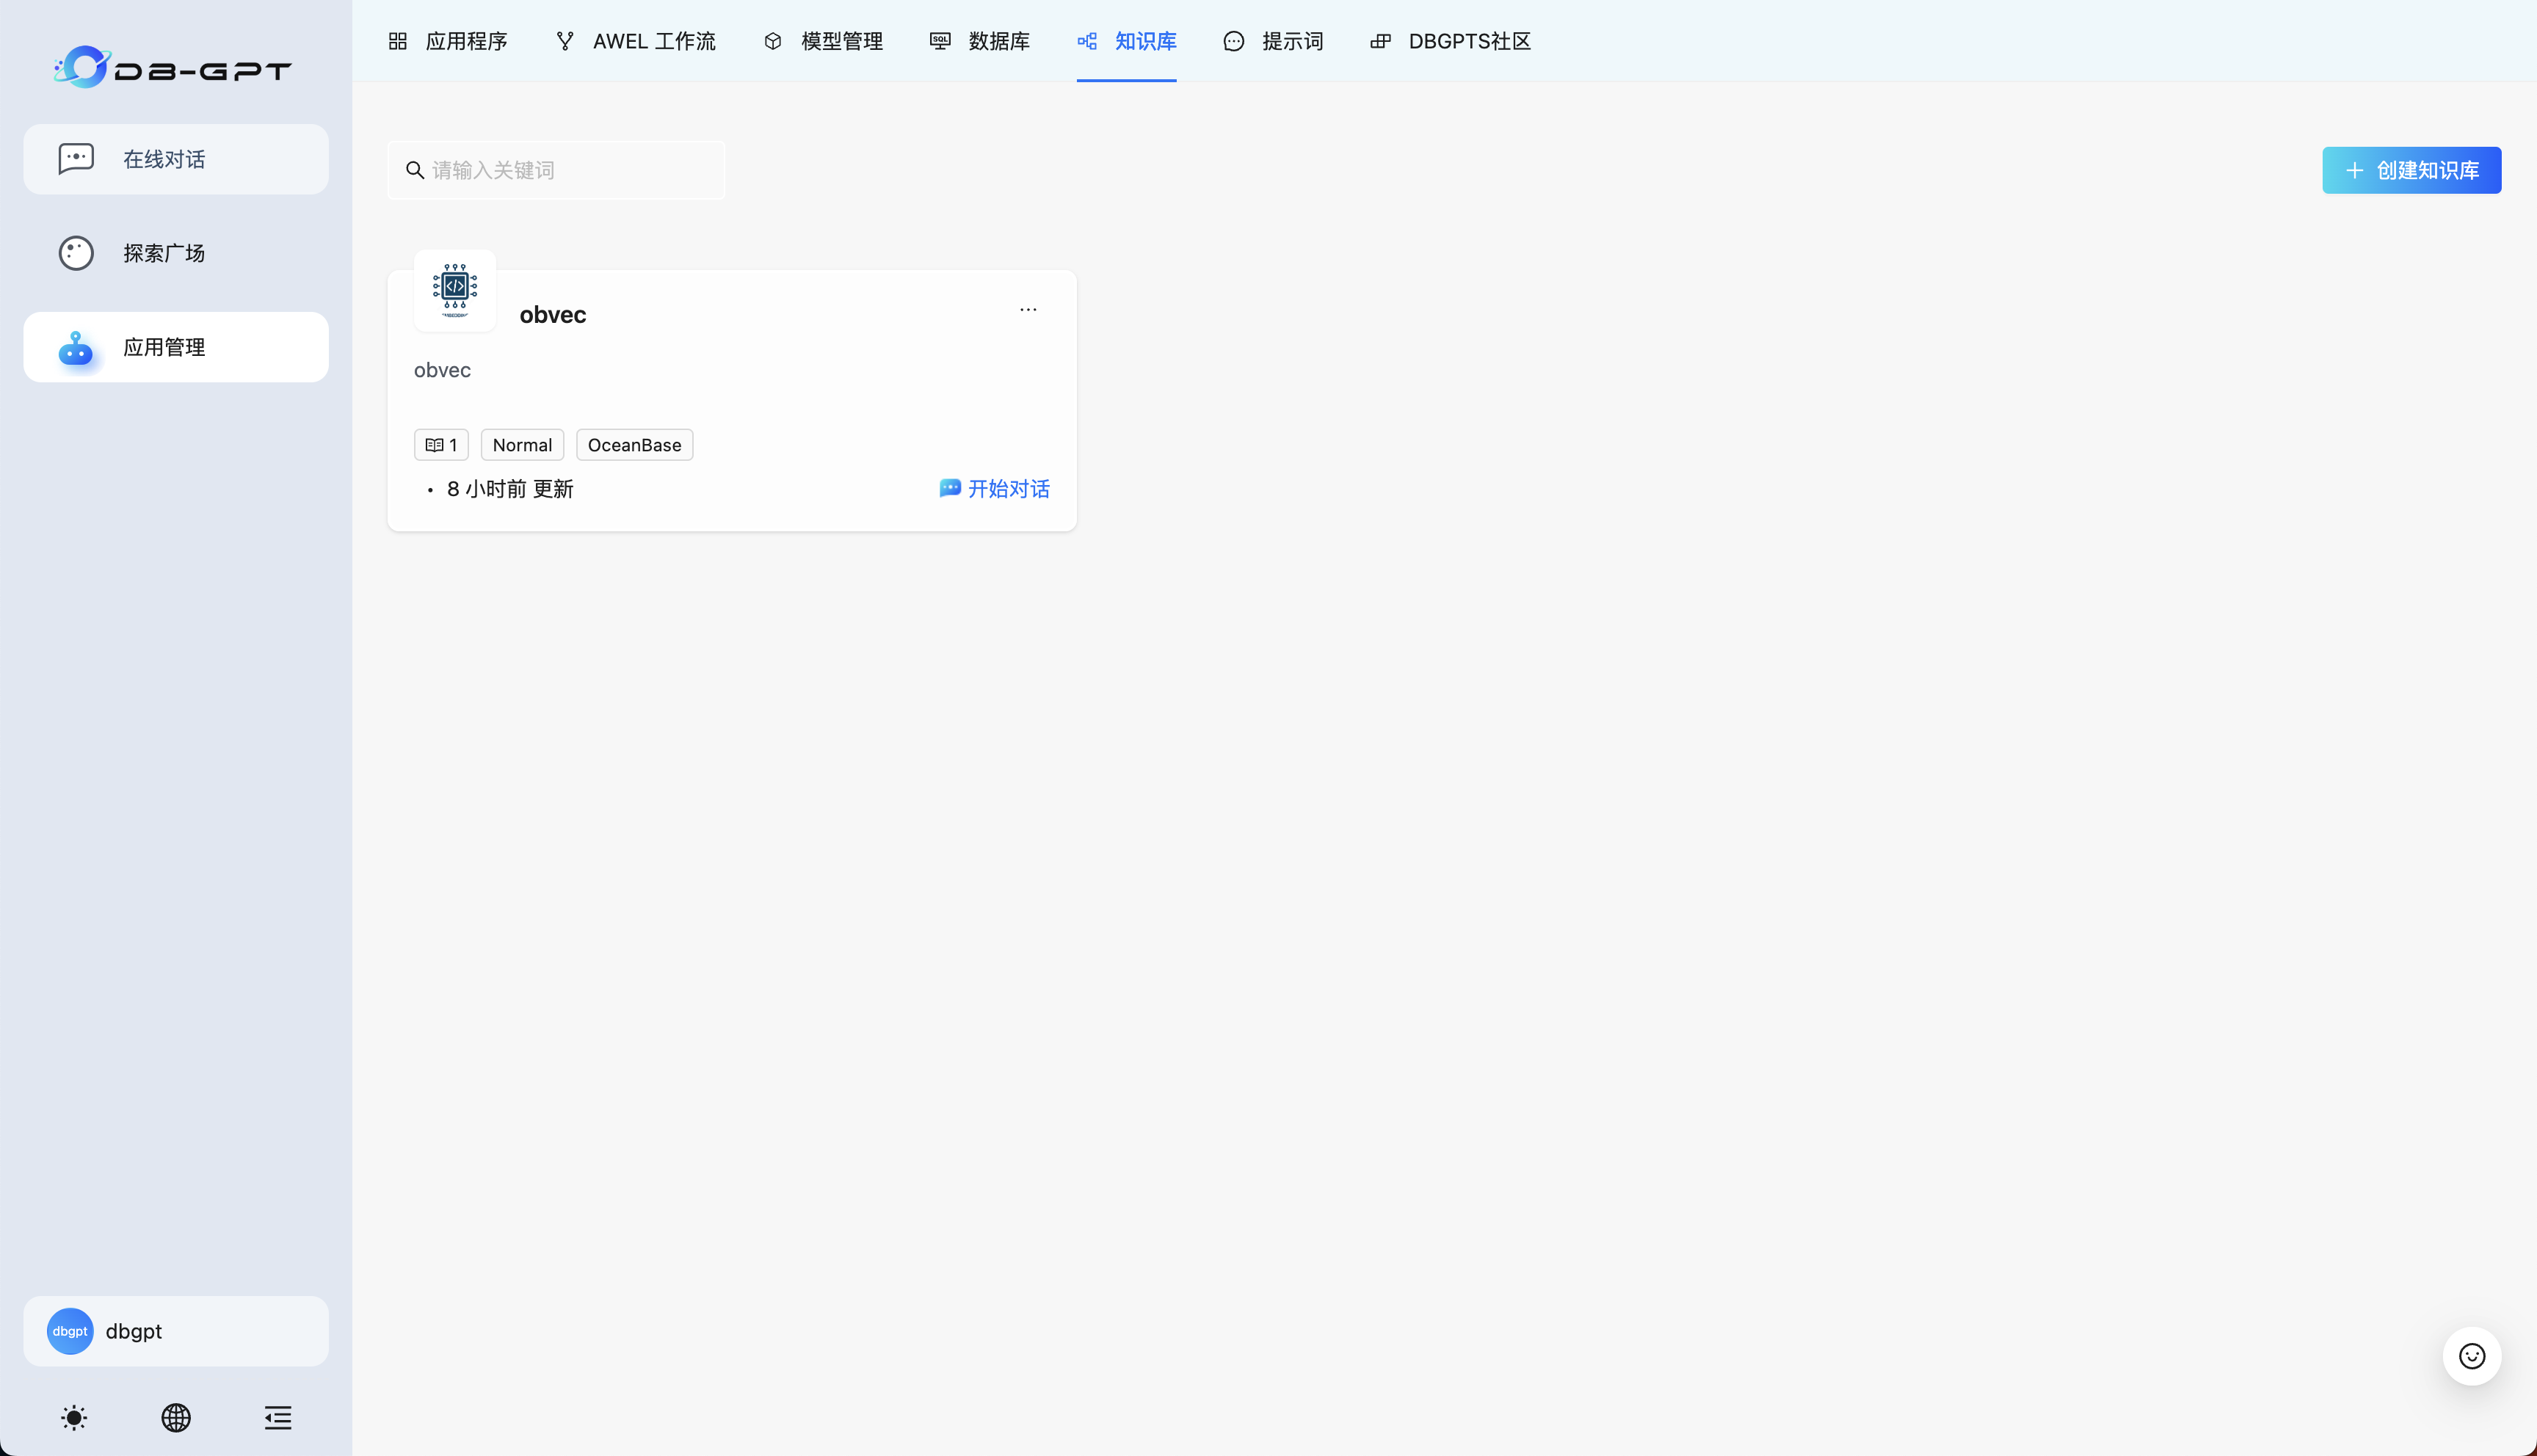 DB-GPT
在线对话
探索广场
应用管理
dbgpt
dbgpt
应用程序
AWEL 工作流
模型管理
SQL
数据库
知识库
提示词
DBGPTS社区
请输入关键词
创建知识库
obvec
obvec
1
Normal
OceanBase
8 小时前 更新
开始对话